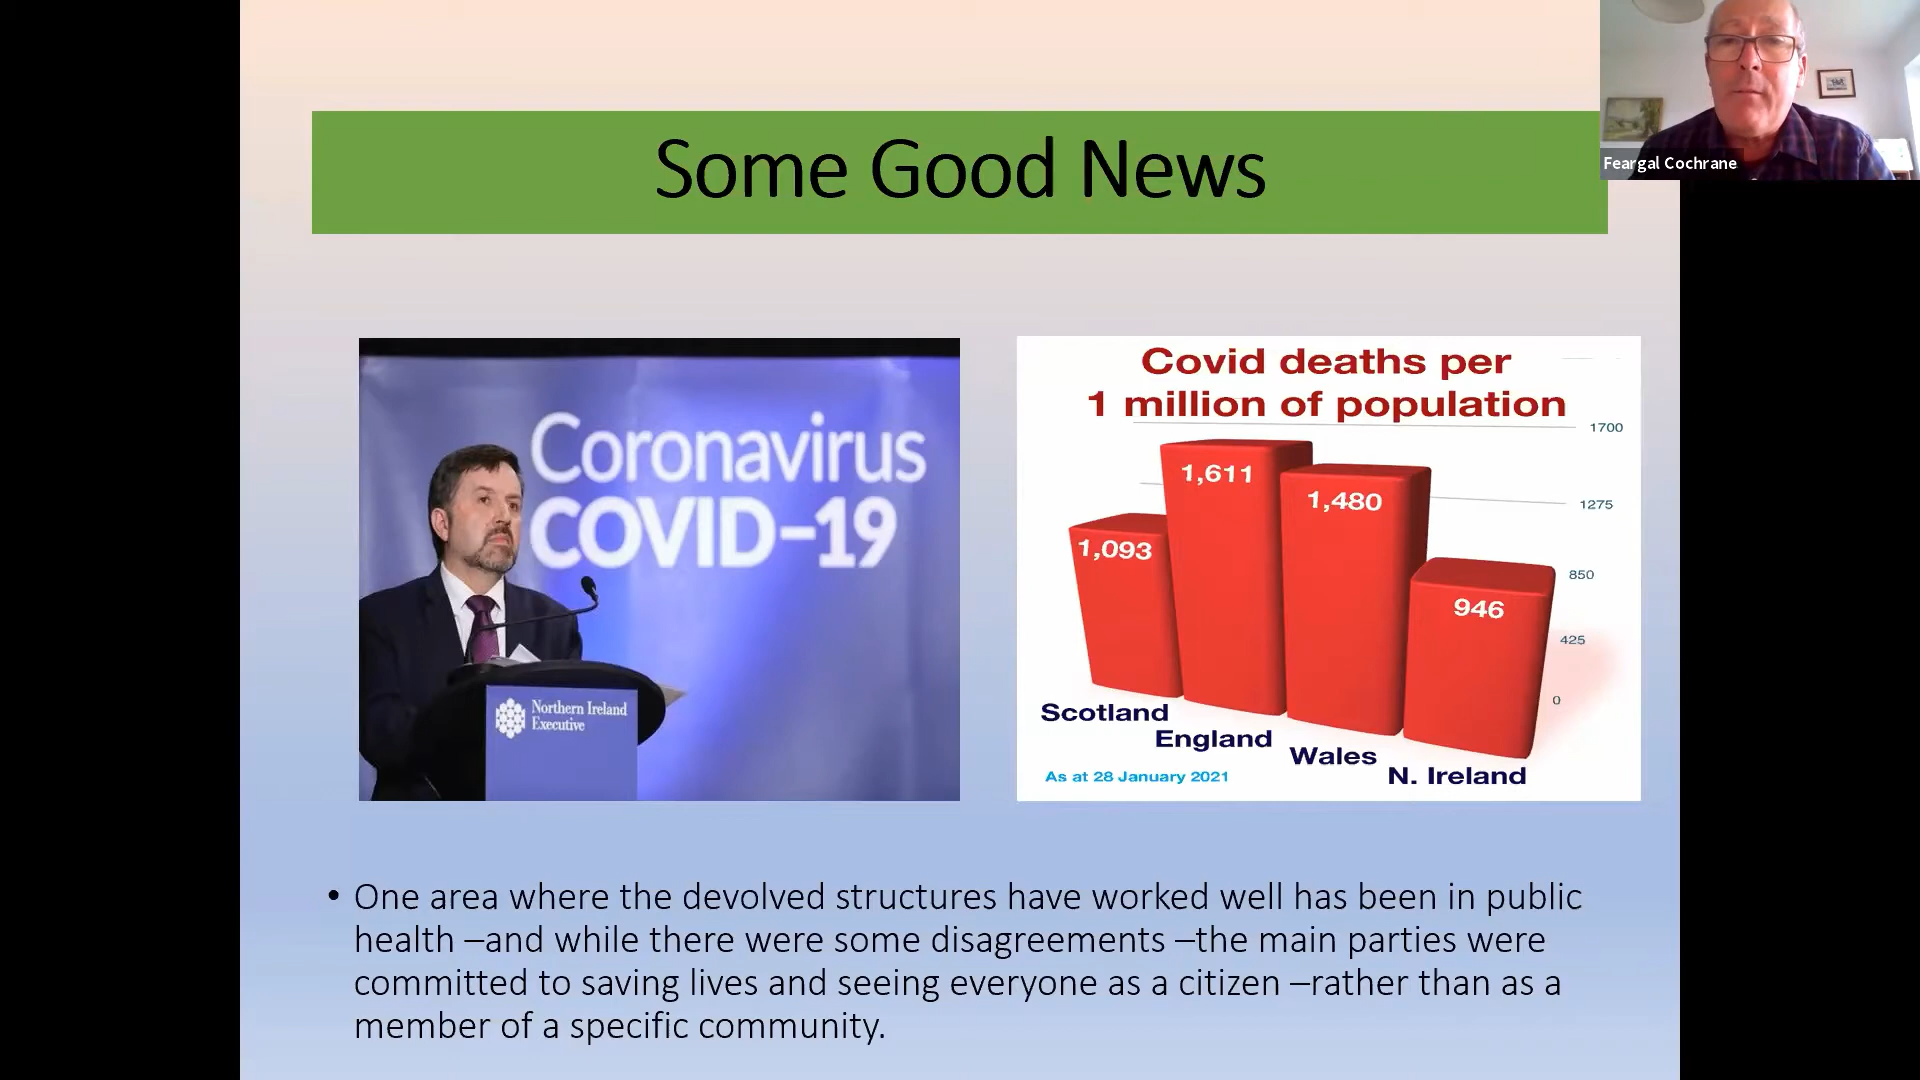 Some Good News
Feargal Cochrane
Coronavirus
COVID-19
Northern Ireland
Executive
Covid deaths per
1 million of population
1700
1275
850
425
0
1,093
1,611
1,480
946
Scotland
England
Wales
N. Ireland
As at 28 January 2021
• One area where the devolved structures have worked well has been in public
health –and while there were some disagreements –the main parties were
committed to saving lives and seeing everyone as a citizen –rather than as a
member of a specific community.